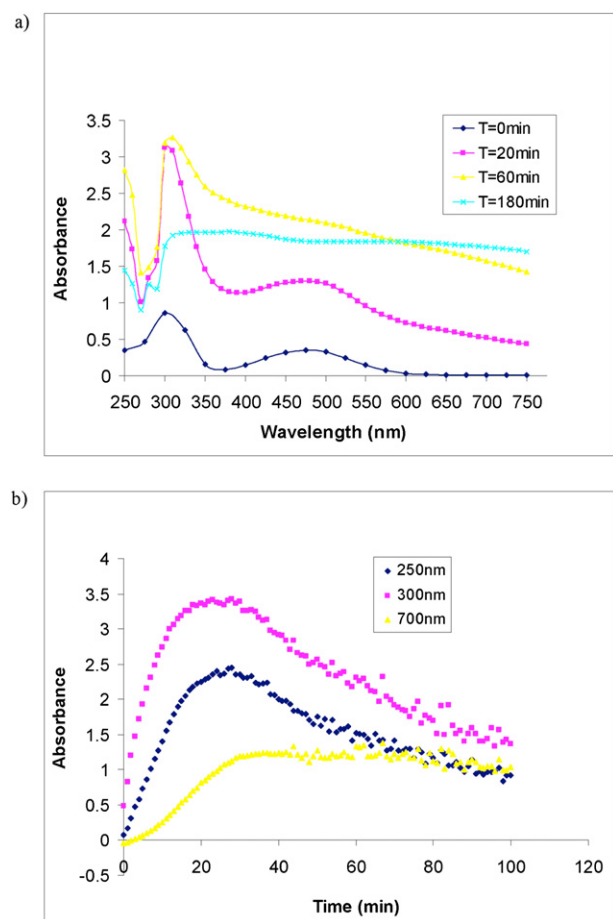 a)
3.5
3
2.5
2
1.5
1
0.5
0
Absorbance
250 300 350 400 450 500 550 600 650 700 750
Wavelength (nm)
T=0min
T=20min
T=60min
T=180min
b)
4
3.5
3
2.5
2
1.5
1
0.5
0
-0.5
Absorbance
0 20 40 60 80 100 120
Time (min)
250nm
300nm
700nm